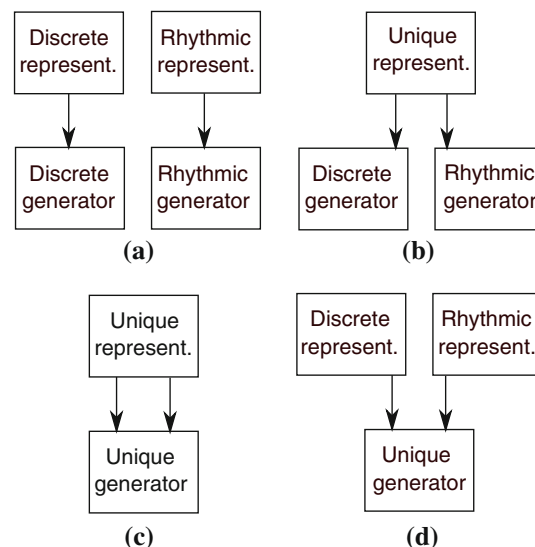 Discrete
represent.
Rhythmic
represent.
Discrete
generator
Rhythmic
generator
(a)
Unique
represent.
Discrete
generator
Rhythmic
generator
(b)
Unique
represent.
Unique
generator
(c)
Discrete
represent.
Rhythmic
represent.
Unique
generator
(d)